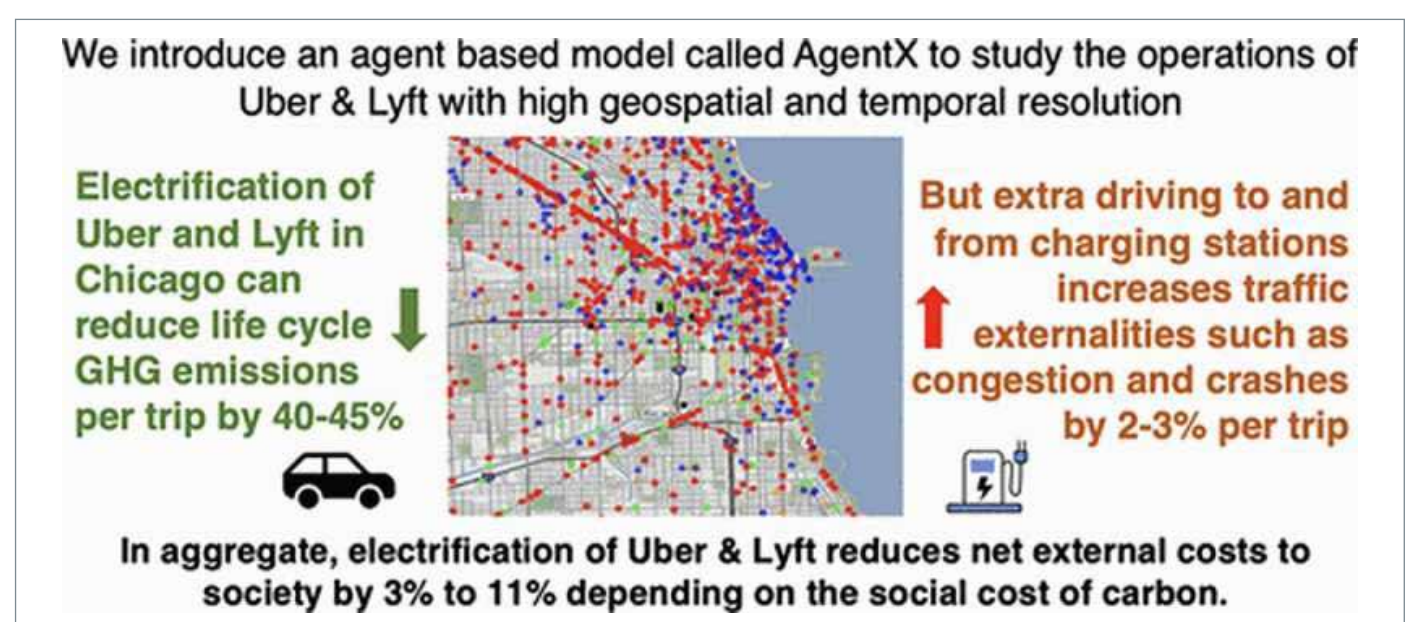 We introduce an agent based model called AgentX to study the operations of
Uber & Lyft with high geospatial and temporal resolution
Electrification of
Uber and Lyft in
Chicago can
reduce life cycle
GHG emissions
per trip by 40-45%
But extra driving to and
from charging stations
increases traffic
externalities such as
congestion and crashes
by 2-3% per trip
In aggregate, electrification of Uber & Lyft reduces net external costs to
society by 3% to 11% depending on the social cost of carbon.